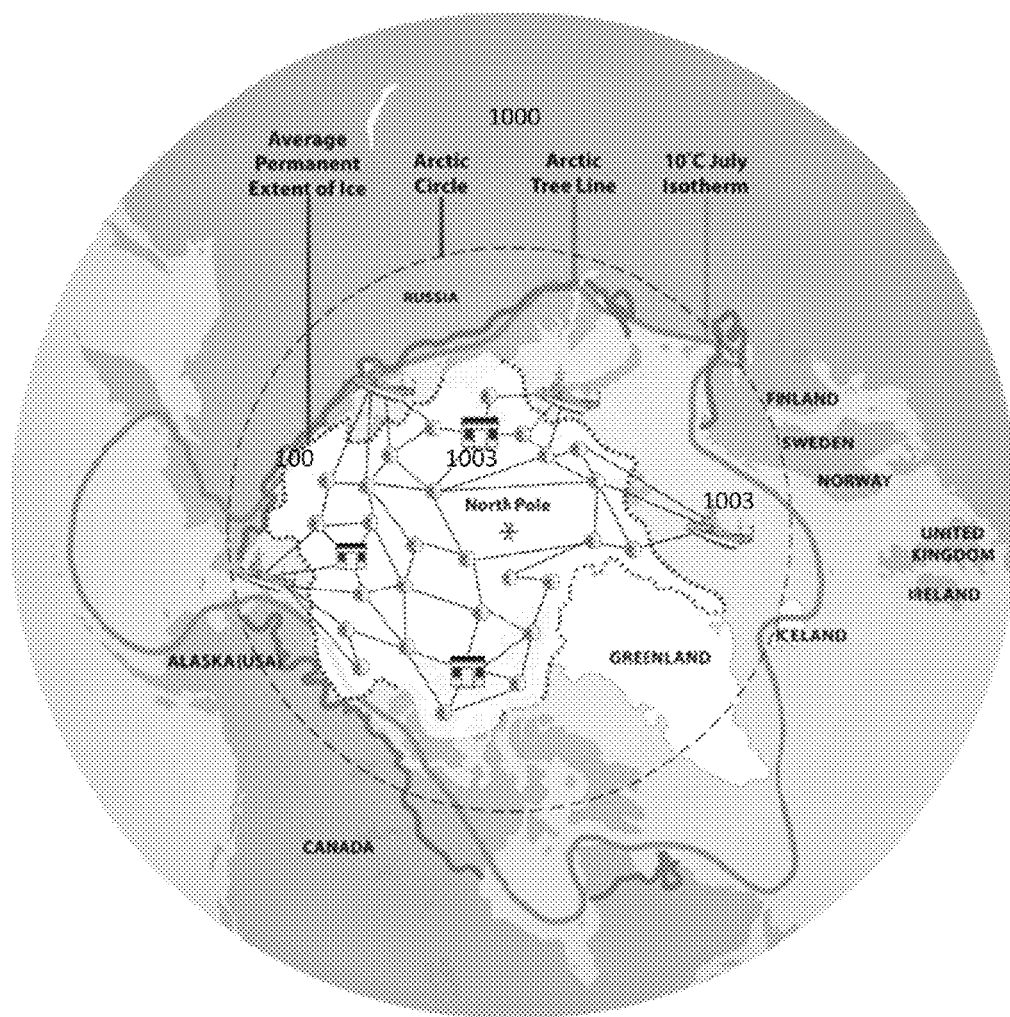 1000
Average
Permanent
Extent of Ice
Arctic
Circle
Arctic
Tree Line
10°C July
Isotherm
RUSSIA
FINLAND
SWEDEN
NORWAY
100
1003
1003
North Pole
UNITED
KINGDOM
IRELAND
ICELAND
ALASKA (USA)
GREENLAND
CANADA